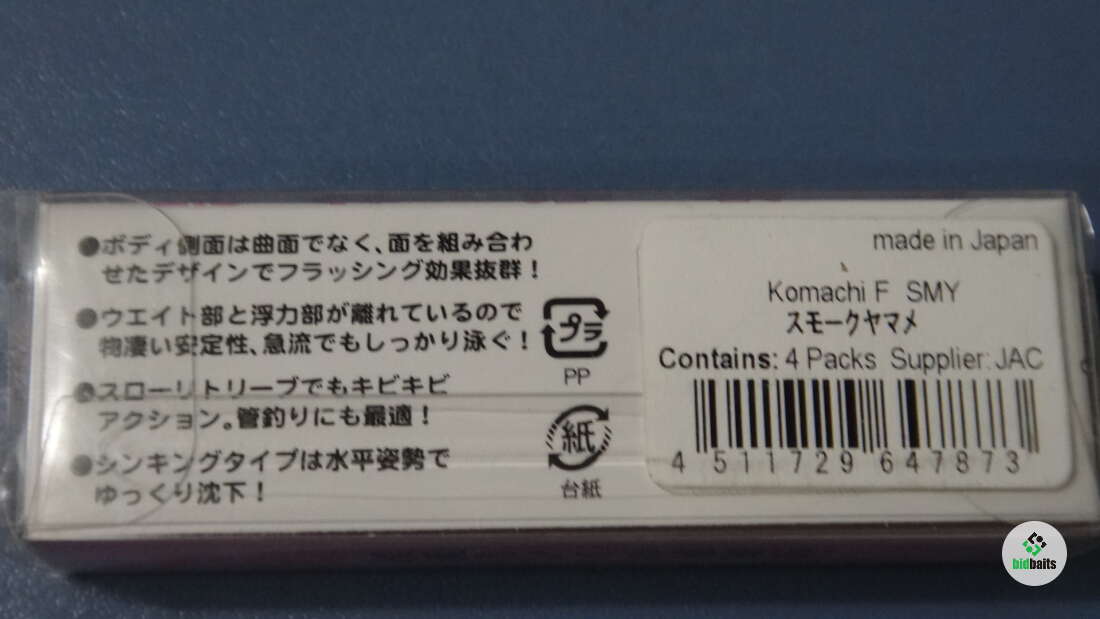 ●ボディ側面は曲面でなく、面を組み合わ
せたデザインでフラッシング効果抜群！
●ウエイト部と浮力部が離れているので
物凄い安定性、急流でもしっかり泳ぐ！
●スローリトリーブでもキビキビ
アクション。管釣りにも最適！
●シンキングタイプは水平姿勢で
ゆっくり沈下！
プラ
PP
紙
台紙
made in Japan
Komachi F SMY
スモークヤマメ
Contains: 4 Packs Supplier: JAC
4 511729 647873
bidbaits